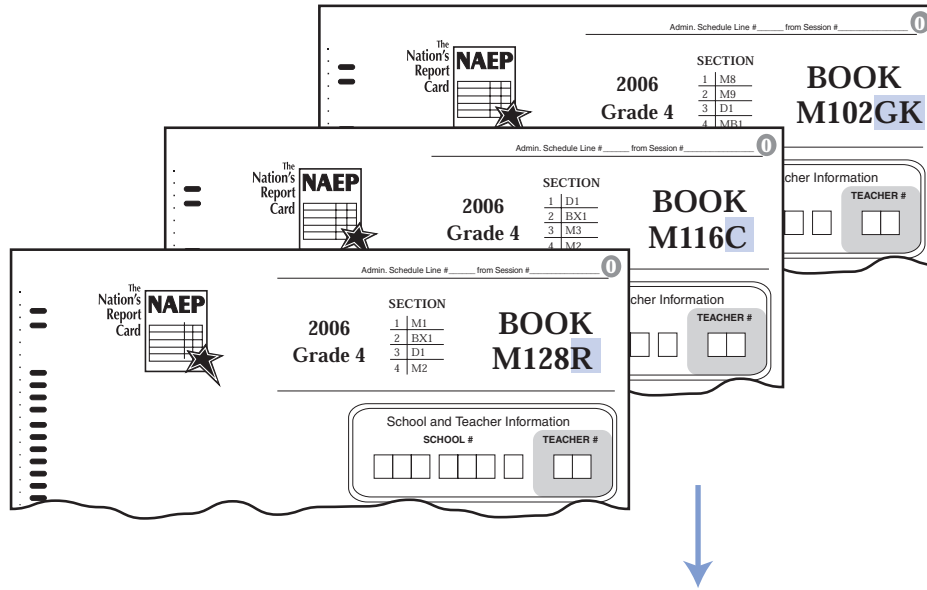 Admin. Schedule Line #______ from Session #________________ 0
The
Nation's
Report
Card
NAEP
2006
Grade 4
SECTION
1 M8
2 M9
3 D1
4 MB1
BOOK
M102GK
cher Information
TEACHER #
Admin. Schedule Line #______ from Session #________________ 0
The
Nation's
Report
Card
NAEP
2006
Grade 4
SECTION
1 D1
2 BX1
3 M3
4 M2
BOOK
M116C
cher Information
TEACHER #
Admin. Schedule Line #______ from Session #________________ 0
The
Nation's
Report
Card
NAEP
2006
Grade 4
SECTION
1 M1
2 BX1
3 D1
4 M2
BOOK
M128R
School and Teacher Information
SCHOOL # TEACHER #